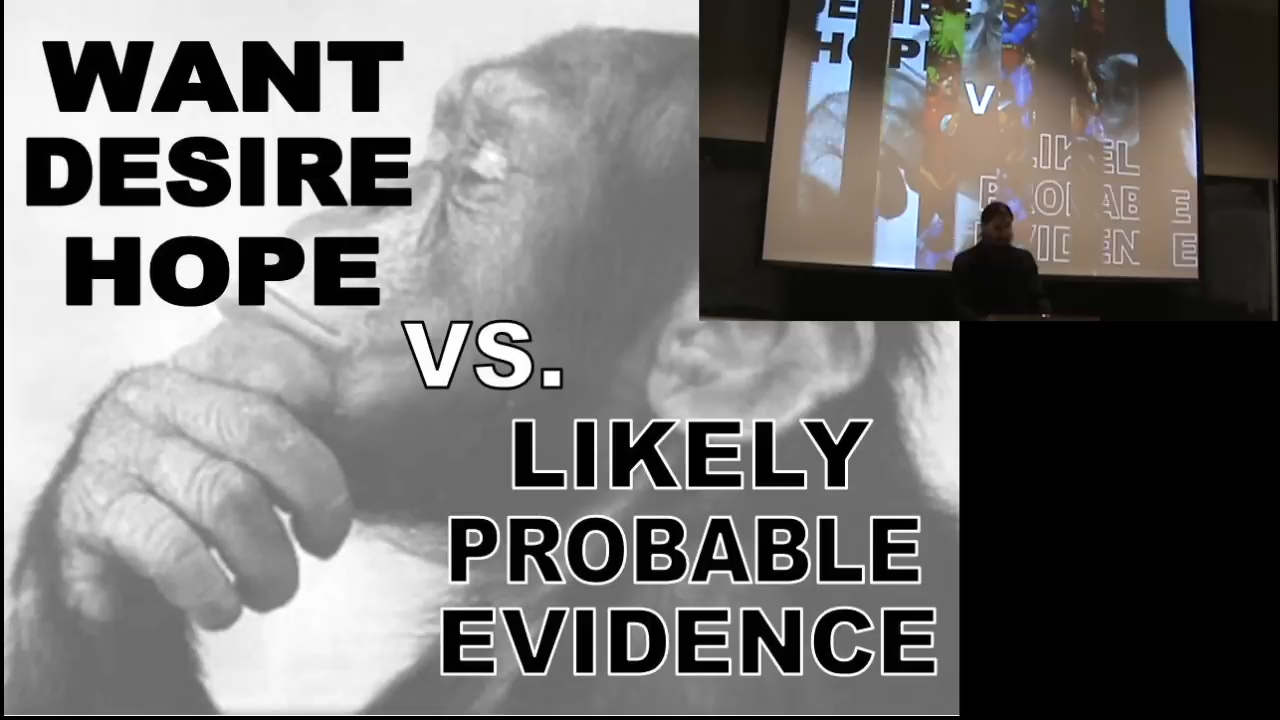 WANT
DESIRE
HOPE
VS.
LIKELY
PROBABLE
EVIDENCE